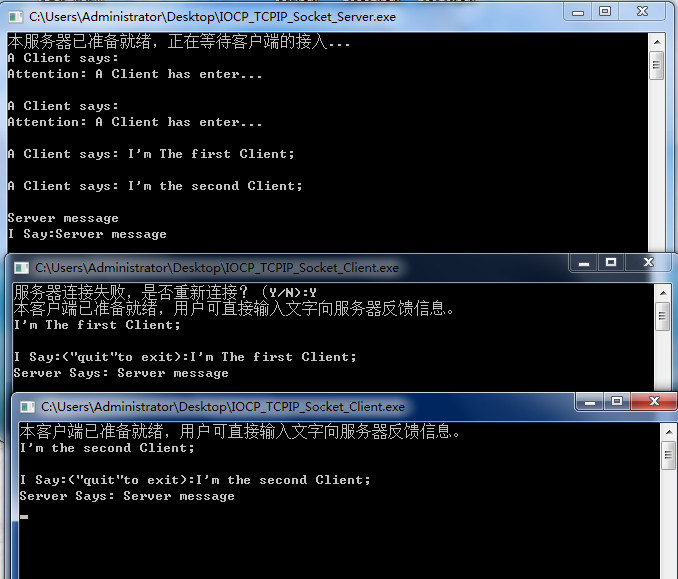 C:\Users\Administrator\Desktop\IOCP_TCPIP_Socket_Server.exe
本服务器已准备就绪，正在等待客户端的接入...
A Client says:
Attention: A Client has enter...
A Client says:
Attention: A Client has enter...
A Client says: I'm The first Client;
A Client says: I'm the second Client;
Server message
I Say:Server message
C:\Users\Administrator\Desktop\IOCP_TCPIP_Socket_Client.exe
服务器连接失败，是否重新连接？ (Y/N):Y
本客户端已准备就绪，用户可直接输入文字向服务器反馈信息。
I'm The first Client;
I Say:("quit"to exit):I'm The first Client;
Server Says: Server message
C:\Users\Administrator\Desktop\IOCP_TCPIP_Socket_Client.exe
本客户端已准备就绪，用户可直接输入文字向服务器反馈信息。
I'm the second Client;
I Say:("quit"to exit):I'm the second Client;
Server Says: Server message